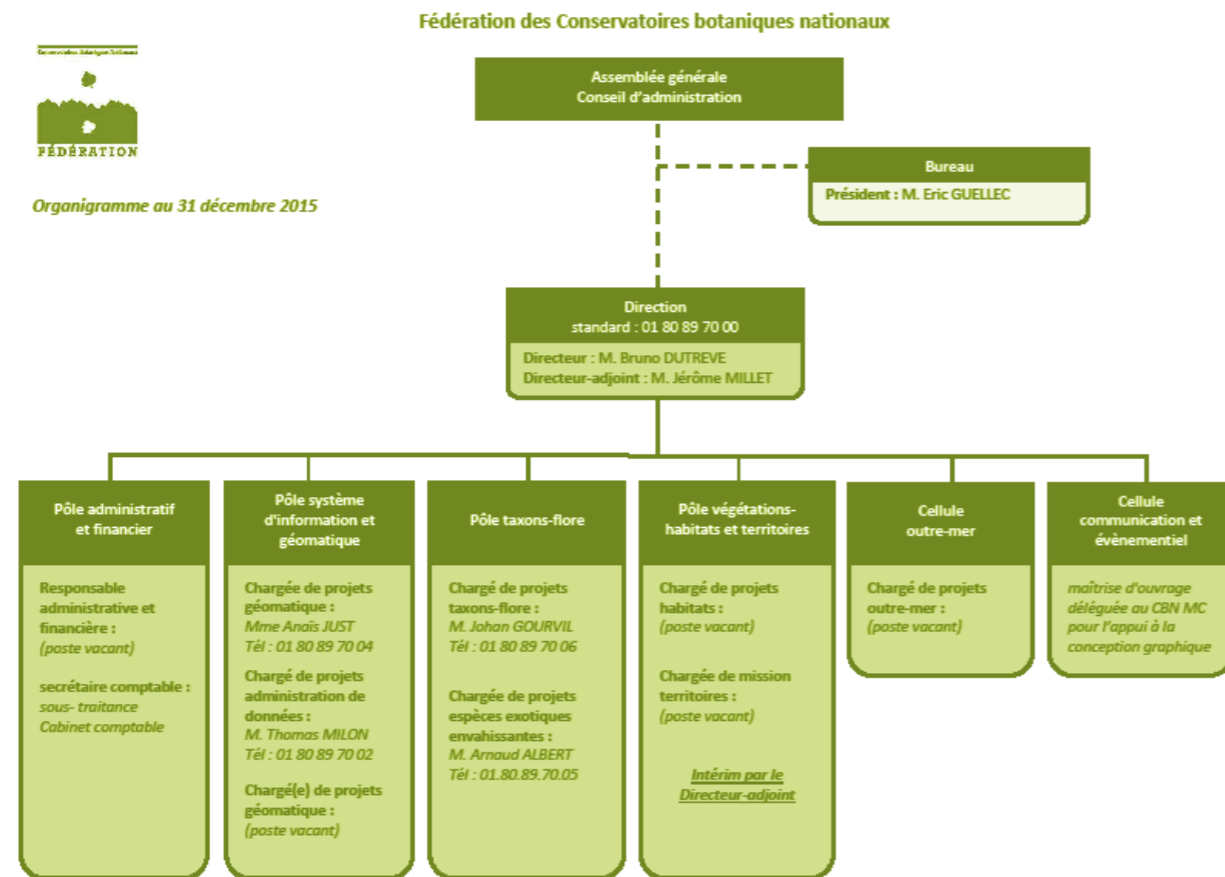 Fédération des Conservatoires botaniques nationaux
Conservatoires Botaniques Nationaux
FÉDÉRATION
Organigramme au 31 décembre 2015
Assemblée générale
Conseil d'administration
Bureau
Président : M. Eric GUELLEC
Direction
standard : 01 80 89 70 00
Directeur : M. Bruno DUTREVE
Directeur-adjoint : M. Jérôme MILLET
Pôle administratif
et financier
Responsable
administrative et
financière :
(poste vacant)
secrétaire comptable :
sous- traitance
Cabinet comptable
Pôle système
d'information et
géomatique
Chargée de projets
géomatique :
Mme Anaïs JUST
Tél : 01 80 89 70 04
Chargé de projets
administration de
données :
M. Thomas MILON
Tél : 01 80 89 70 02
Chargé(e) de projets
géomatique :
(poste vacant)
Pôle taxons-flore
Chargé de projets
taxons-flore :
M. Johan GOURVIL
Tél : 01 80 89 70 06
Chargée de projets
espèces exotiques
envahissantes :
M. Arnaud ALBERT
Tél : 01.80.89.70.05
Pôle végétations-
habitats et territoires
Chargé de projets
habitats :
(poste vacant)
Chargée de mission
territoires :
(poste vacant)
Intérim par le
Directeur-adjoint
Cellule
outre-mer
Chargé de projets
outre-mer :
(poste vacant)
Cellule
communication et
évènementiel
maîtrise d'ouvrage
déléguée au CBN MC
pour l'appui à la
conception graphique